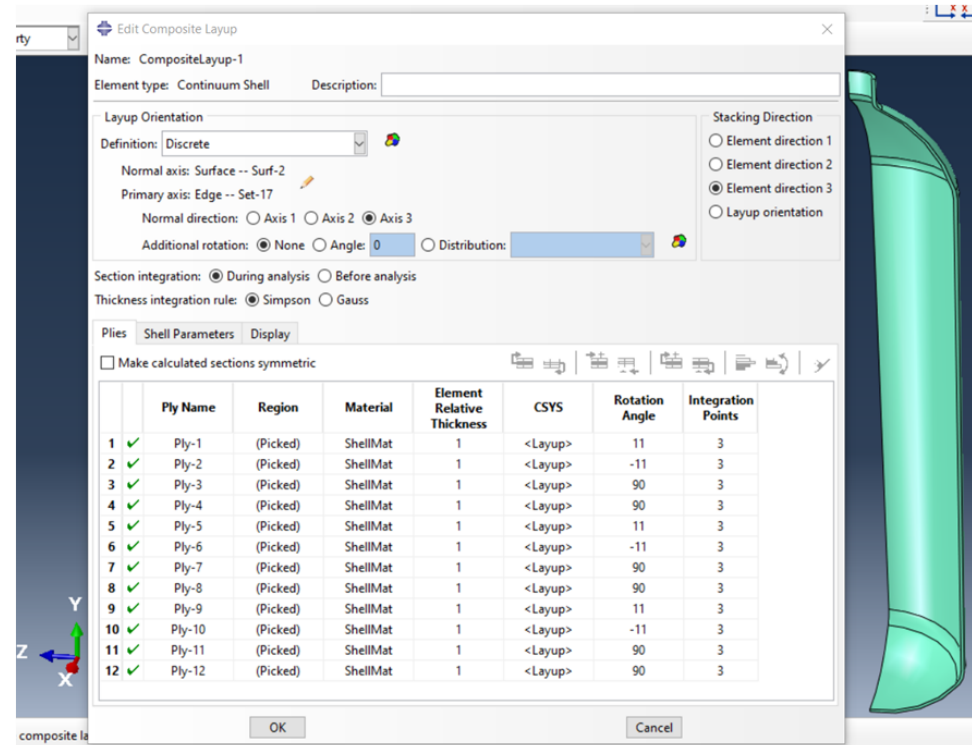 rty
Edit Composite Layup
Name: CompositeLayup-1
Element type: Continuum Shell Description:
Layup Orientation
Definition: Discrete
Normal axis: Surface -- Surf-2
Primary axis: Edge -- Set-17
Normal direction: Axis 1 Axis 2 Axis 3
Additional rotation: None Angle: 0 Distribution:
Stacking Direction
Element direction 1
Element direction 2
Element direction 3
Layup orientation
Section integration: During analysis Before analysis
Thickness integration rule: Simpson Gauss
Plies Shell Parameters Display
Make calculated sections symmetric
Ply Name Region Material Element Relative Thickness CSYS Rotation Angle Integration Points
1 Ply-1 (Picked) ShellMat 1 <Layup> 11 3
2 Ply-2 (Picked) ShellMat 1 <Layup> -11 3
3 Ply-3 (Picked) ShellMat 1 <Layup> 90 3
4 Ply-4 (Picked) ShellMat 1 <Layup> 90 3
5 Ply-5 (Picked) ShellMat 1 <Layup> 11 3
6 Ply-6 (Picked) ShellMat 1 <Layup> -11 3
7 Ply-7 (Picked) ShellMat 1 <Layup> 90 3
8 Ply-8 (Picked) ShellMat 1 <Layup> 90 3
9 Ply-9 (Picked) ShellMat 1 <Layup> 11 3
10 Ply-10 (Picked) ShellMat 1 <Layup> -11 3
11 Ply-11 (Picked) ShellMat 1 <Layup> 90 3
12 Ply-12 (Picked) ShellMat 1 <Layup> 90 3
Y
Z
X
OK Cancel
composite la